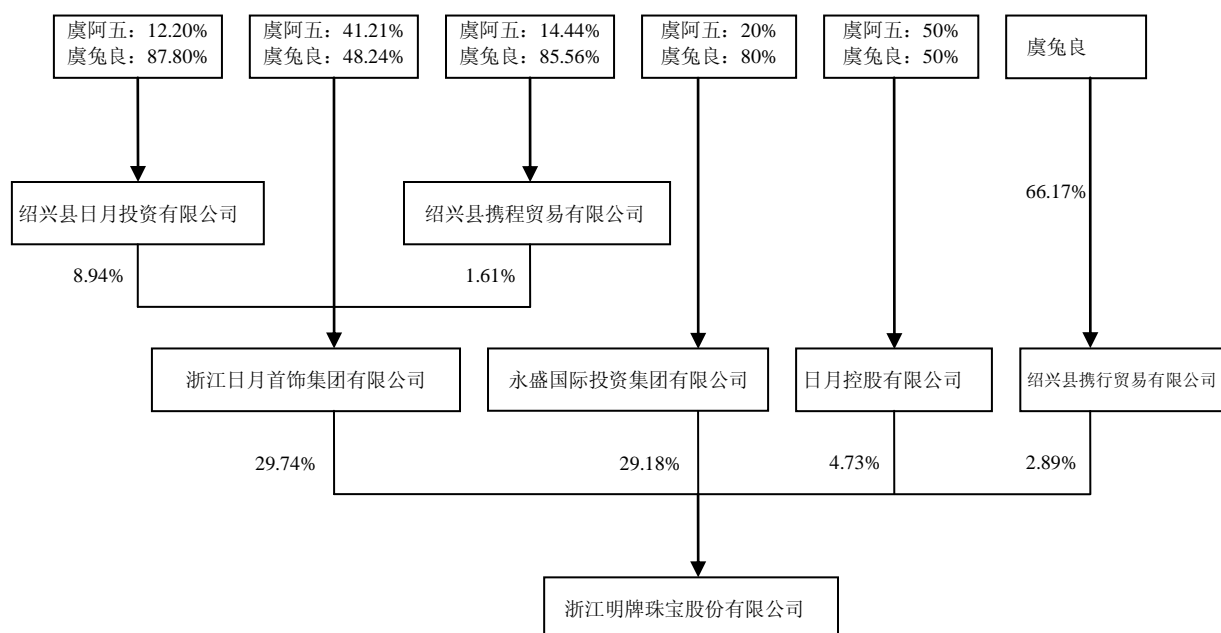 虞阿五：12.20%
虞兔良：87.80%
虞阿五：41.21%
虞兔良：48.24%
虞阿五：14.44%
虞兔良：85.56%
虞阿五：20%
虞兔良：80%
虞阿五：50%
虞兔良：50%
虞兔良
绍兴县日月投资有限公司
绍兴县携程贸易有限公司
66.17%
8.94%
1.61%
浙江日月首饰集团有限公司
永盛国际投资集团有限公司
日月控股有限公司
绍兴县携行贸易有限公司
29.74%
29.18%
4.73%
2.89%
浙江明牌珠宝股份有限公司